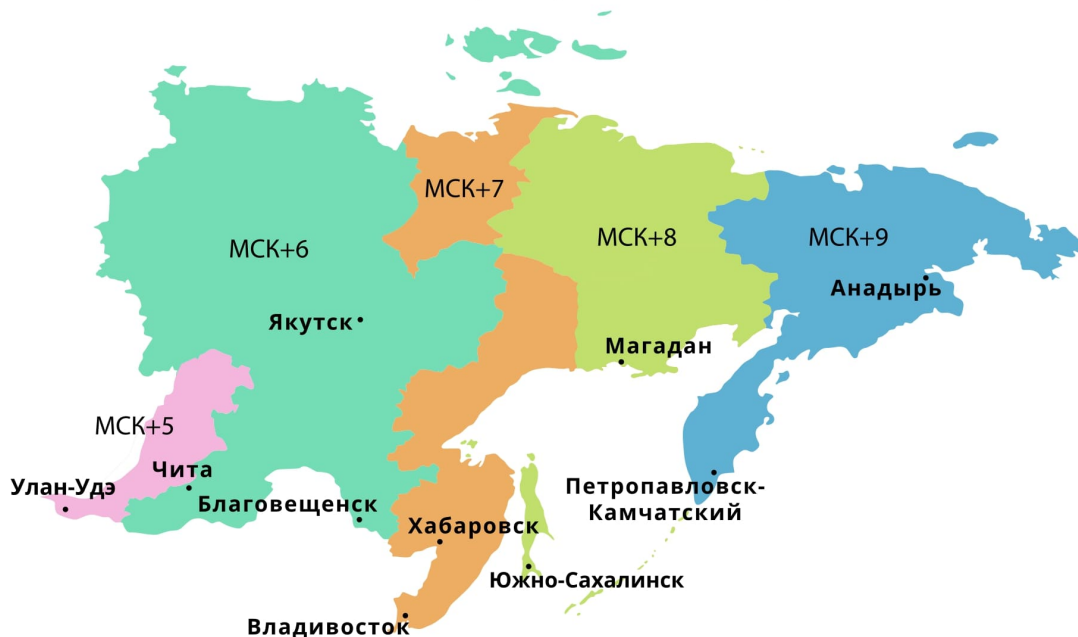 МСК+7
МСК+6
МСК+8
МСК+9
Анадырь
Якутск
Магадан
МСК+5
Чита
Улан-Удэ
Благовещенск
Петропавловск-
Камчатский
Хабаровск
Южно-Сахалинск
Владивосток